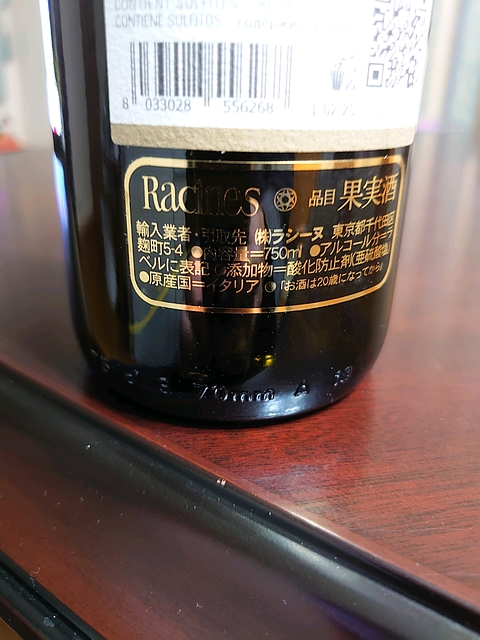 CONTIENT SULFITES
CONTIENE SULFITOS
8 033028 556268
Racines 品目 果実酒
輸入業者・引取先 (株)ラシーヌ 東京都千代田区
麹町5-4 ●内容量=750ml ●アルコール分=ラ
ベルに表記 ●添加物=酸化防止剤(亜硫酸塩)
●原産国=イタリア ●「お酒は20歳になってから」
70mm A